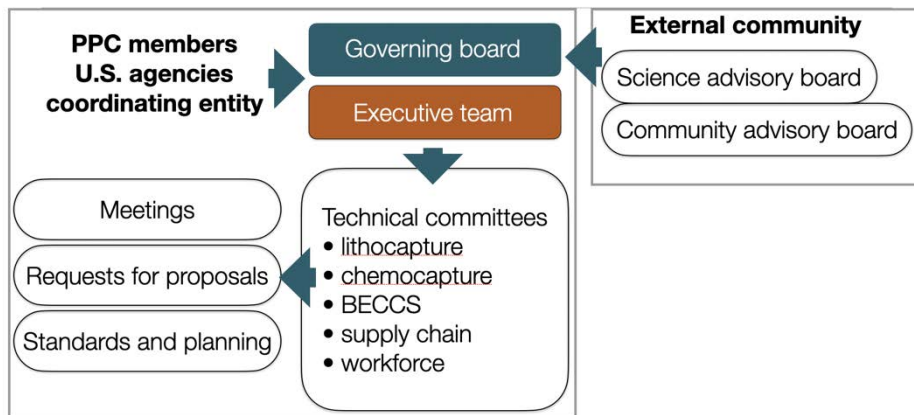 PPC members
U.S. agencies
coordinating entity
Governing board
Executive team
External community
Science advisory board
Community advisory board
Meetings
Requests for proposals
Standards and planning
Technical committees
• lithocapture
• chemocapture
• BECCS
• supply chain
• workforce